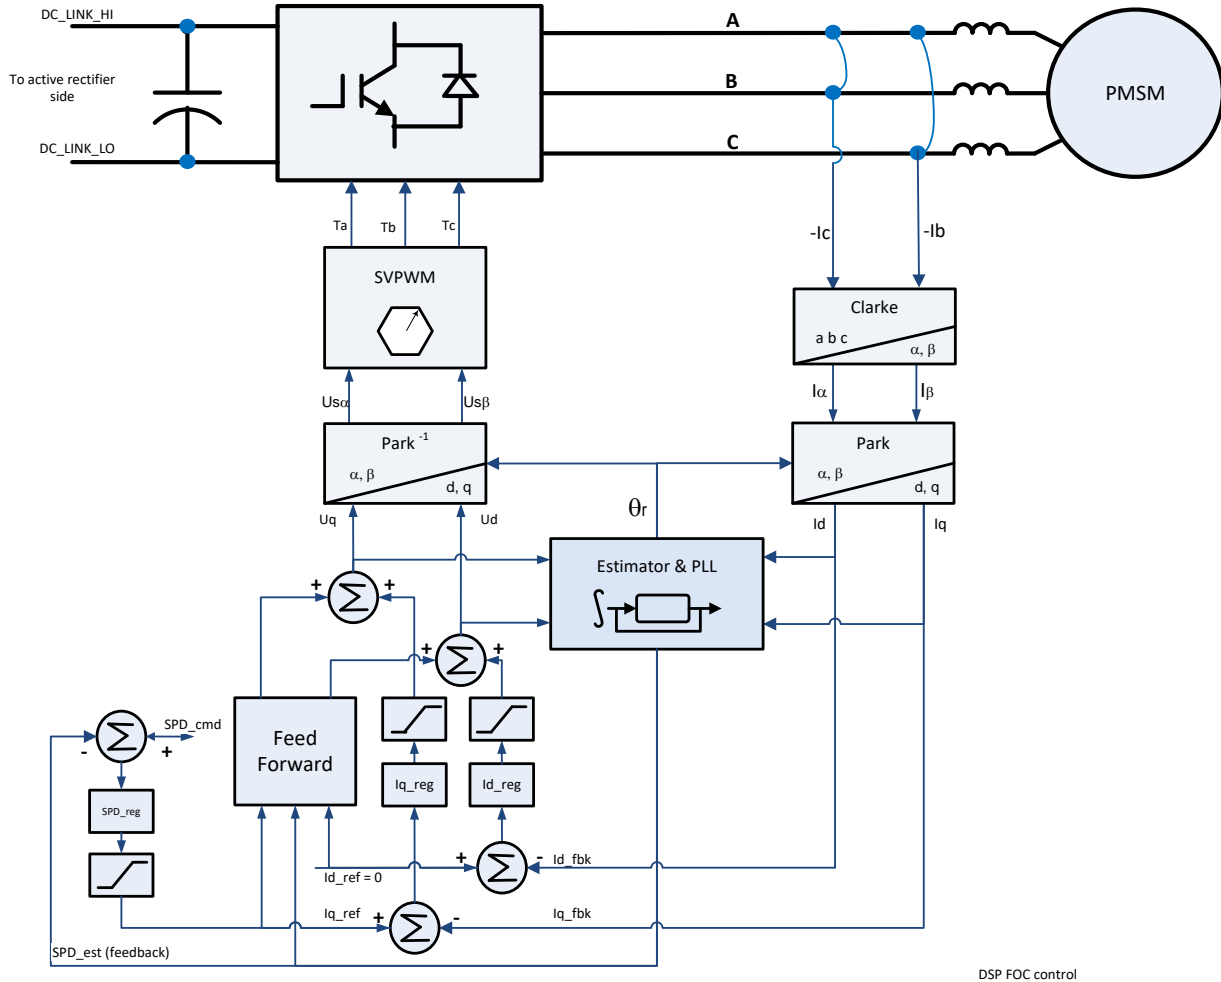 DC_LINK_HI
A
To active rectifier
side
B
PMSM
DC_LINK_LO
C
Ta
Tb
Tc
-Ic
-Ib
SVPWM
Clarke
a b c
α, β
Usα
Usβ
Iα
Iβ
Park -1
α, β
d, q
Park
α, β
d, q
θr
Uq
Ud
Id
Iq
Estimator & PLL
+
+
+
+
SPD_cmd
-
+
Feed
Forward
Iq_reg
Id_reg
SPD_reg
+
-
Id_fbk
Id_ref = 0
Iq_ref
+
-
Iq_fbk
SPD_est (feedback)
DSP FOC control